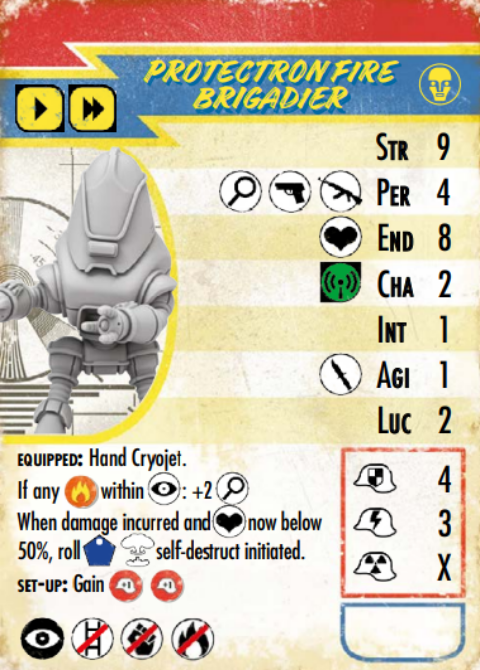 PROTECTRON FIRE
BRIGADIER
STR 9
PER 4
END 8
CHA 2
INT 1
AGI 1
LUC 2
EQUIPPED: Hand Cryojet.
If any within : +2
When damage incurred and now below
50%, roll self-destruct initiated.
SET-UP: Gain +1 +1
4
3
X